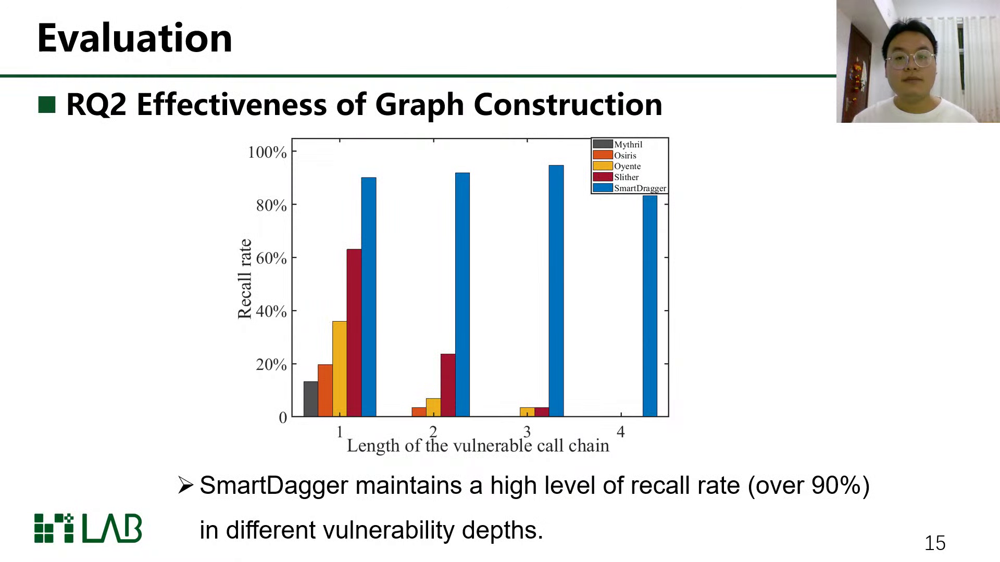 Evaluation
RQ2 Effectiveness of Graph Construction
100%
80%
60%
40%
20%
0
Recall rate
Mythril
Osiris
Oyente
Slither
SmartDragger
1 2 3 4
Length of the vulnerable call chain
SmartDagger maintains a high level of recall rate (over 90%)
in different vulnerability depths.
LAB
15